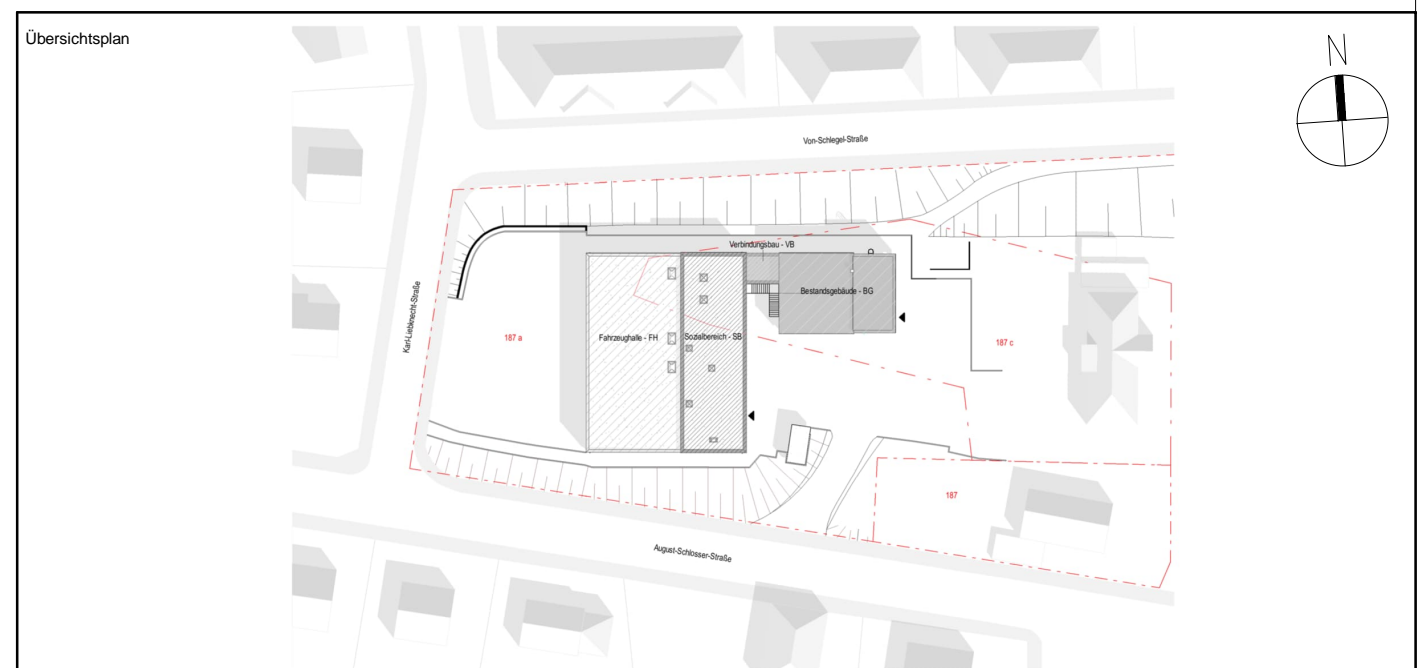 Übersichtsplan
N
Von-Schlegel-Straße
Verbindungsbau - VB
Bestandsgebäude - BG
Karl-Liebknecht-Straße
187 a
Fahrzeughalle - FH
Sozialbereich - SB
187 c
187
August-Schlosser-Straße